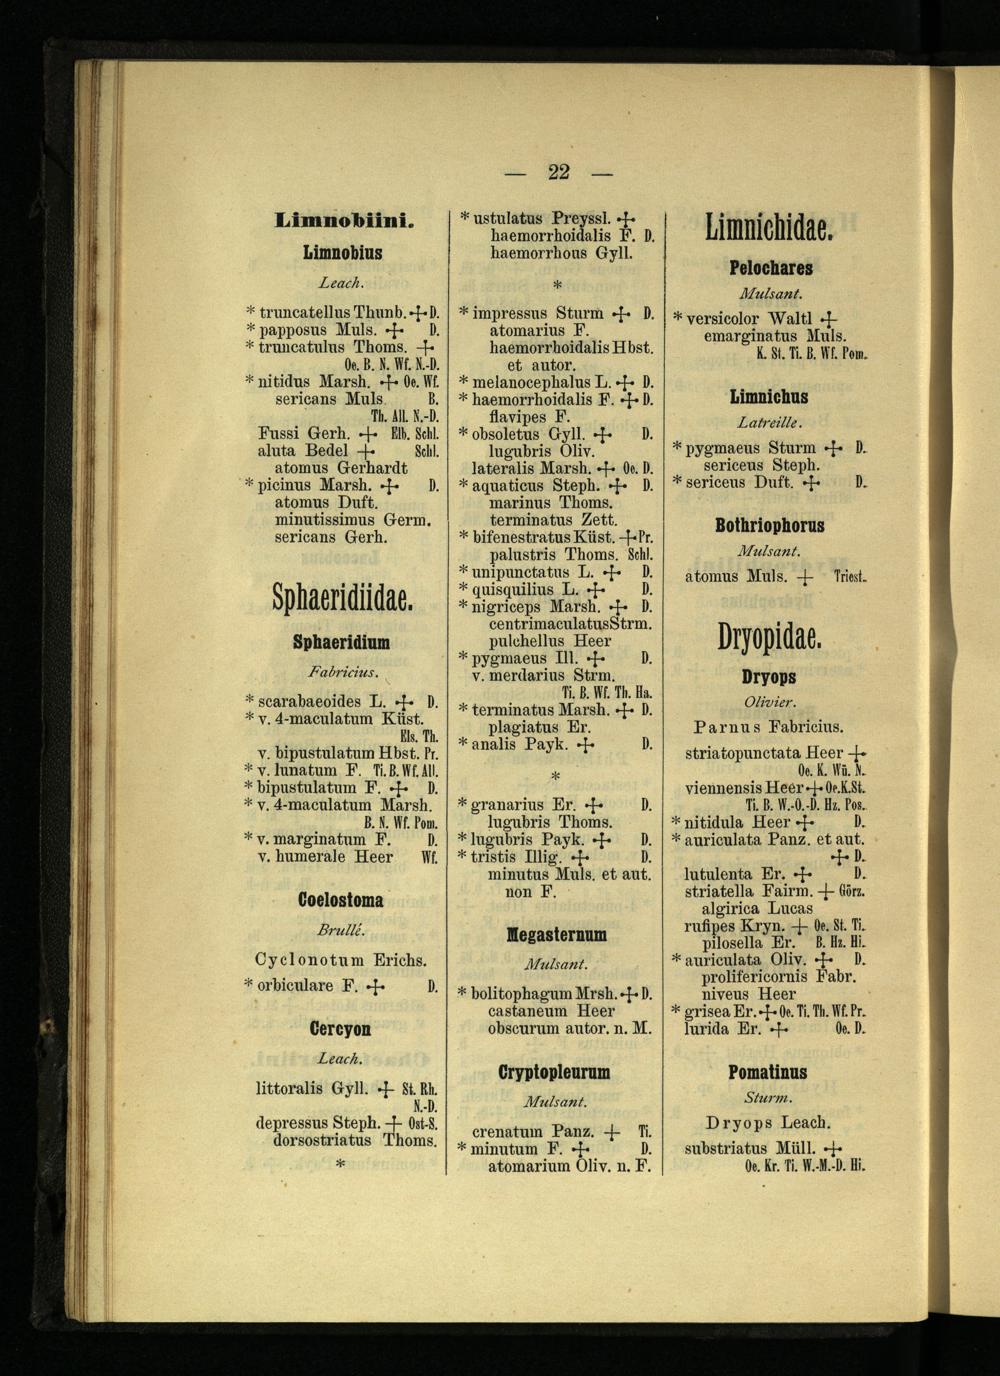 — 22 —
Limnobiini.
Limnobius
Leach.
* truncatellus Thunb. ·|· D.
* papposus Muls. ·|· D.
* truncatulus Thoms. ·|·
Oe. B. N. Wf. N.-D.
* nitidus Marsh. ·|· Oe. Wf.
sericans Muls. B.
Th. All. N.-D.
Fussi Gerh. ·|· Elb. Schl.
aluta Bedel ·|· Schl.
atomus Gerhardt
* picinus Marsh. ·|· D.
atomus Duft.
minutissimus Germ.
sericans Gerh.
Sphaeridiidae.
Sphaeridium
Fabricius.
* scarabaeoides L. ·|· D.
* v. 4-maculatum Küst.
Els. Th.
v. bipustulatum Hbst. Pr.
* v. lunatum F. Ti. B. Wf. All.
* bipustulatum F. ·|· D.
* v. 4-maculatum Marsh.
B. N. Wf. Pom.
* v. marginatum F. D.
v. humerale Heer Wf.
Coelostoma
Brullé.
Cyclonotum Erichs.
* orbiculare F. ·|· D.
Cercyon
Leach.
littoralis Gyll. ·|· St. Rh.
N.-D.
depressus Steph. ·|· Ost-S.
dorsostriatus Thoms.
*
* ustulatus Preyssl. ·|·
haemorrhoidalis F. D.
haemorrhous Gyll.
*
* impressus Sturm ·|· D.
atomarius F.
haemorrhoidalis Hbst.
et autor.
* melanocephalus L. ·|· D.
* haemorrhoidalis F. ·|· D.
flavipes F.
* obsoletus Gyll. ·|· D.
lugubris Oliv.
lateralis Marsh. ·|· Oe. D.
* aquaticus Steph. ·|· D.
marinus Thoms.
terminatus Zett.
* bifenestratus Küst. ·|· Pr.
palustris Thoms. Schl.
* unipunctatus L. ·|· D.
* quisquilius L. ·|· D.
* nigriceps Marsh. ·|· D.
centrimaculatus Strm.
pulchellus Heer
* pygmaeus Ill. ·|· D.
v. merdarius Strm.
Ti. B. Wf. Th. Ha.
* terminatus Marsh. ·|· D.
plagiatus Er.
* analis Payk. ·|· D.
*
* granarius Er. ·|· D.
lugubris Thoms.
* lugubris Payk. ·|· D.
* tristis Illig. ·|· D.
minutus Muls. et aut.
non F.
Megasternum
Mulsant.
* bolitophagum Mrsh. ·|· D.
castaneum Heer
obscurum autor. n. M.
Cryptopleurum
Mulsant.
crenatum Panz. ·|· Ti.
* minutum F. ·|· D.
atomarium Oliv. n. F.
Limnichidae.
Pelochares
Mulsant.
* versicolor Waltl ·|·
emarginatus Muls.
K. St. Ti. B. Wf. Pom.
Limnichus
Latreille.
* pygmaeus Sturm ·|· D.
sericeus Steph.
* sericeus Duft. ·|· D.
Bothriophorus
Mulsant.
atomus Muls. ·|· Triest.
Dryopidae.
Dryops
Olivier.
Parnus Fabricius.
striatopunctata Heer ·|·
Oe. K. Wü. N.
viennensis Heer ·|· Oe. K. St.
Ti. B. W.-O.-D. Hz. Pos.
* nitidula Heer ·|· D.
* auriculata Panz. et aut.
·|· D.
lutulenta Er. ·|· D.
striatella Fairm. ·|· Görz.
algirica Lucas
rufipes Kryn. ·|· Oe. St. Ti.
pilosella Er. B. Hz. Hi.
* auriculata Oliv. ·|· D.
prolifericornis Fabr.
niveus Heer
* grisea Er. ·|· Oe. Ti. Th. Wf. Pr.
lurida Er. ·|· Oe. D.
Pomatinus
Sturm.
Dryops Leach.
substriatus Müll. ·|·
Oe. Kr. Ti. W.-M.-D. Hi.